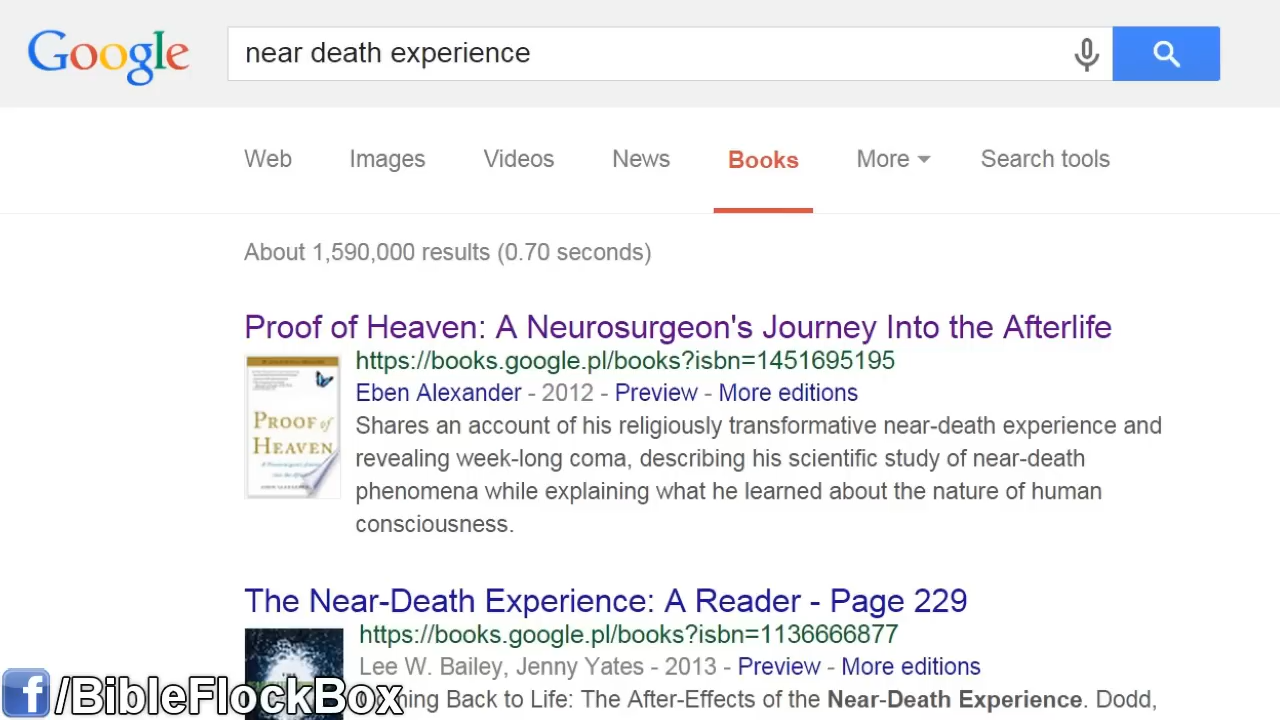 Google
near death experience
Web Images Videos News Books More Search tools
About 1,590,000 results (0.70 seconds)
Proof of Heaven: A Neurosurgeon's Journey Into the Afterlife
https://books.google.pl/books?isbn=1451695195
Eben Alexander - 2012 - Preview - More editions
Shares an account of his religiously transformative near-death experience and
revealing week-long coma, describing his scientific study of near-death
phenomena while explaining what he learned about the nature of human
consciousness.
PROOF of
HEAVEN
The Near-Death Experience: A Reader - Page 229
https://books.google.pl/books?isbn=1136666877
Lee W. Bailey, Jenny Yates - 2013 - Preview - More editions
Back to Life: The After-Effects of the Near-Death Experience. Dodd,
f/BibleFlockBox